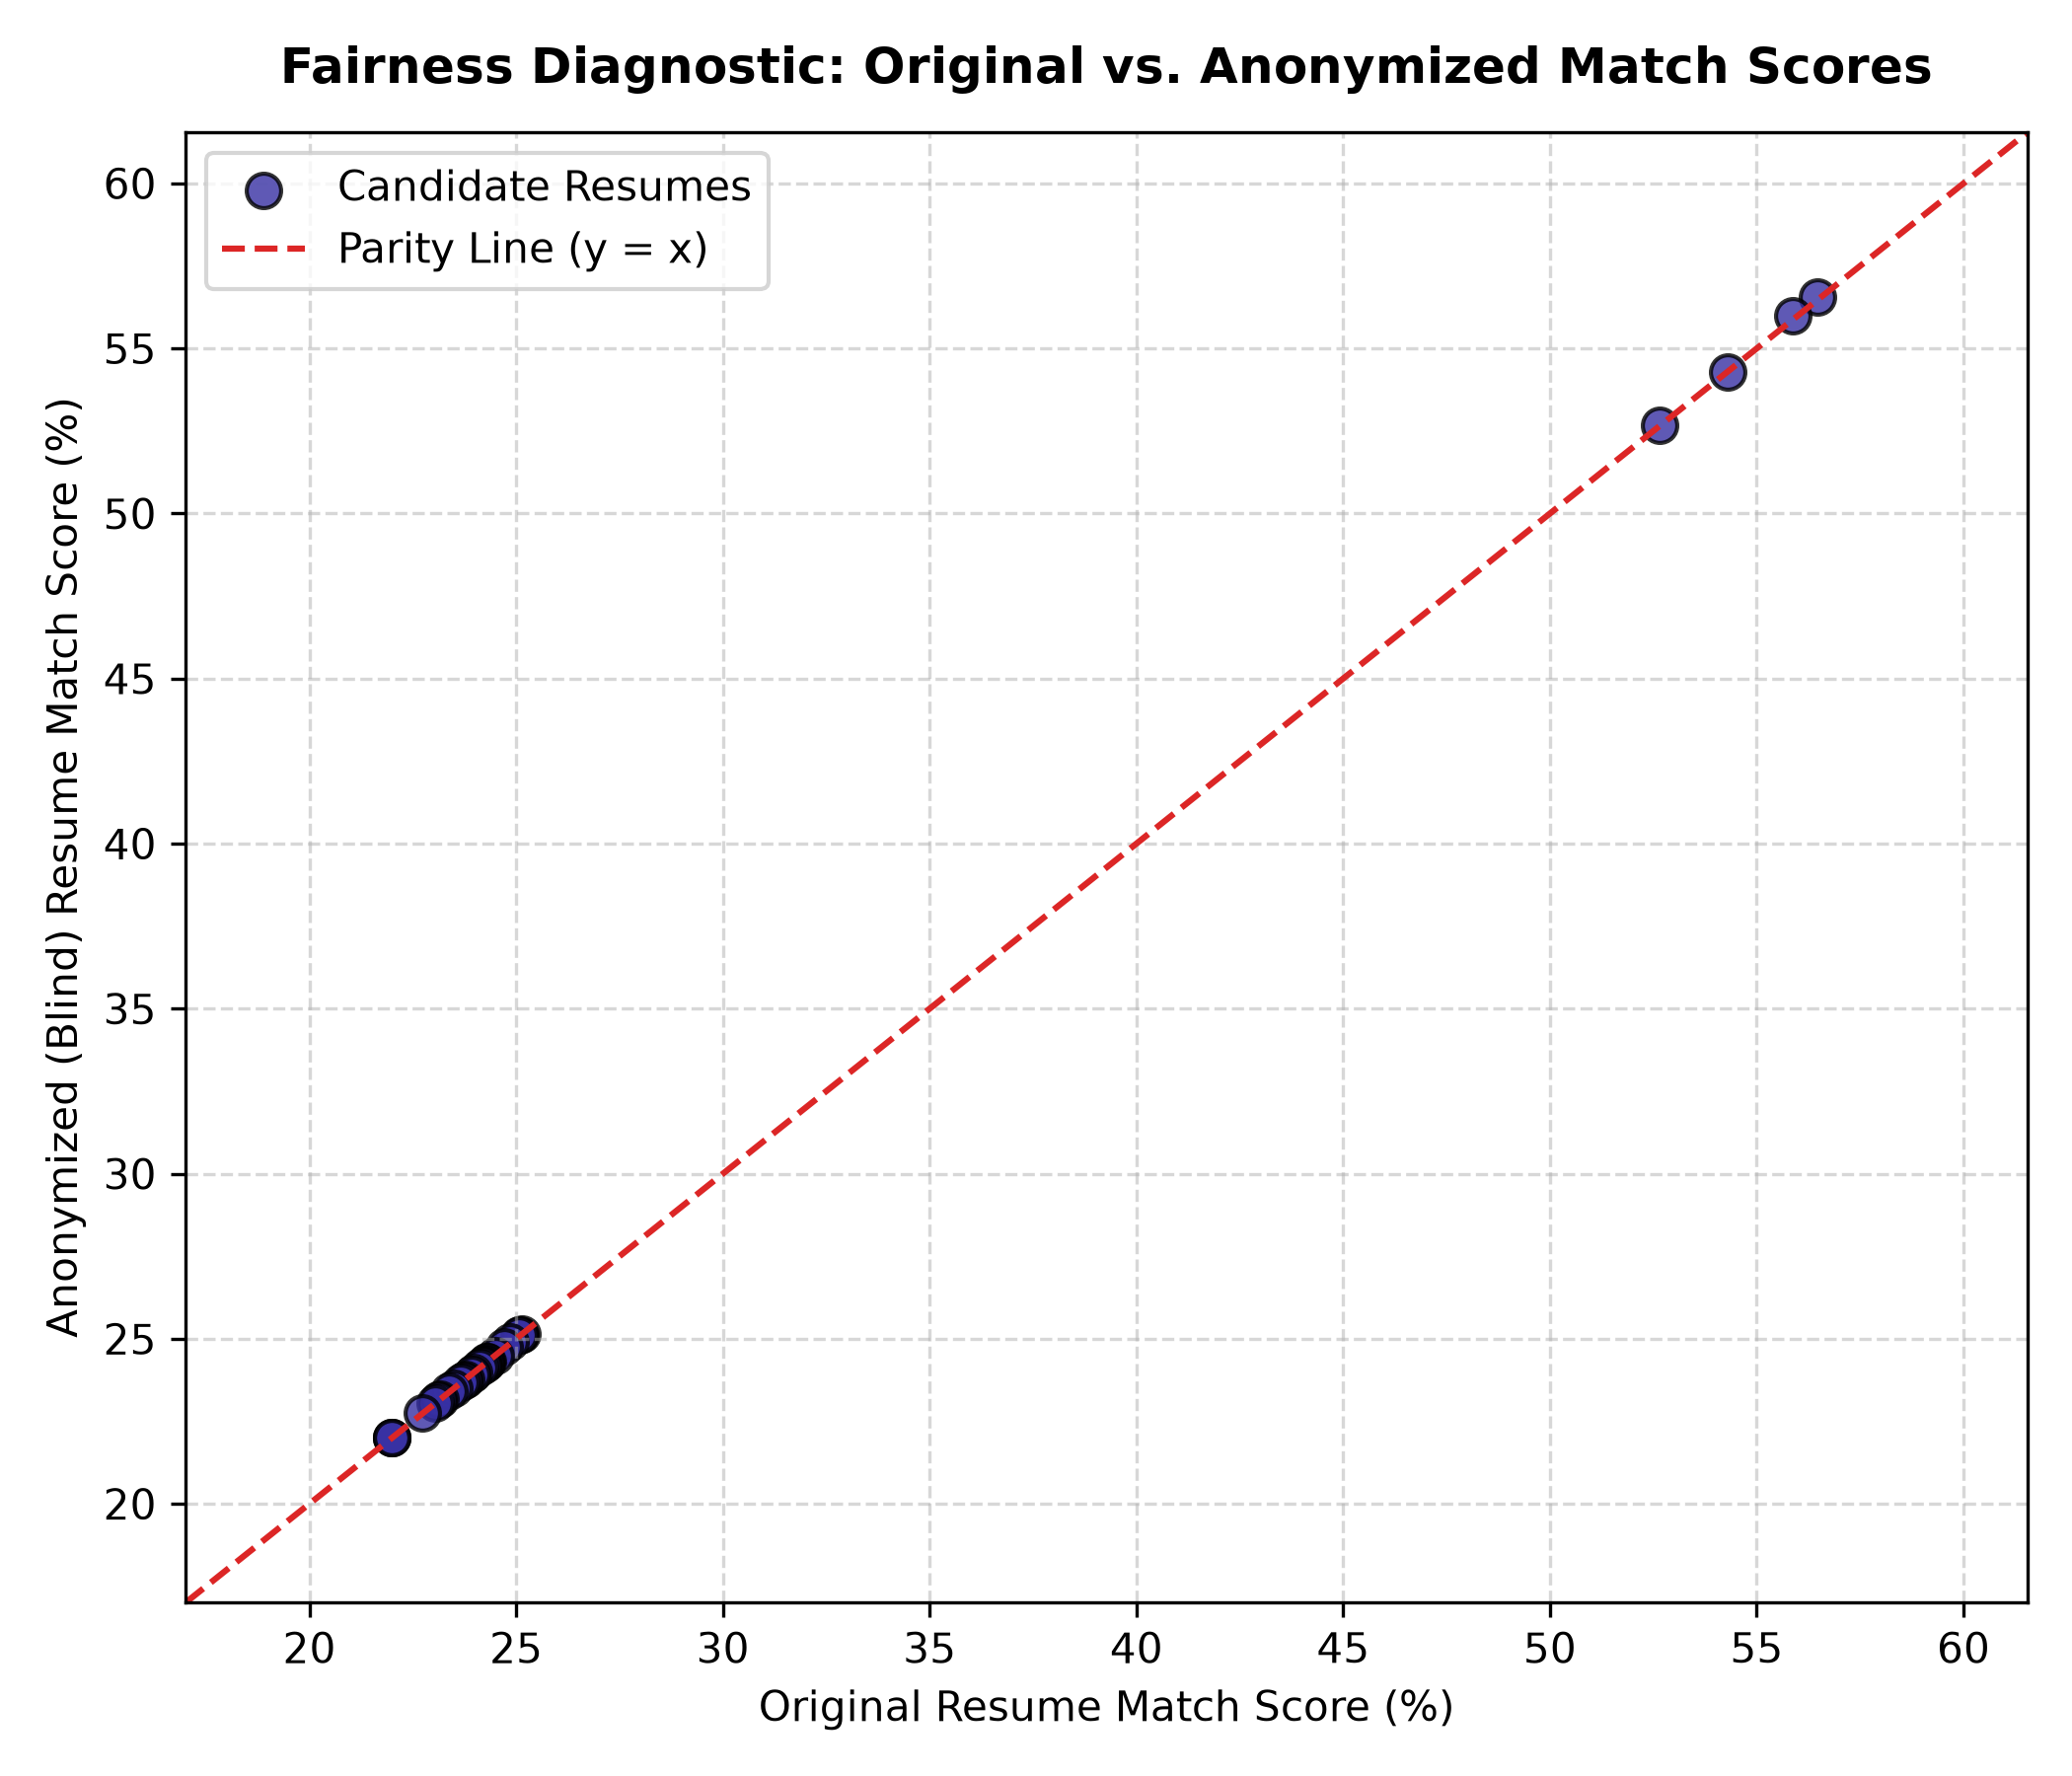 Fairness Diagnostic: Original vs. Anonymized Match Scores
Candidate Resumes
Parity Line (y = x)
Anonymized (Blind) Resume Match Score (%)
60
55
50
45
40
35
30
25
20
20 25 30 35 40 45 50 55 60
Original Resume Match Score (%)